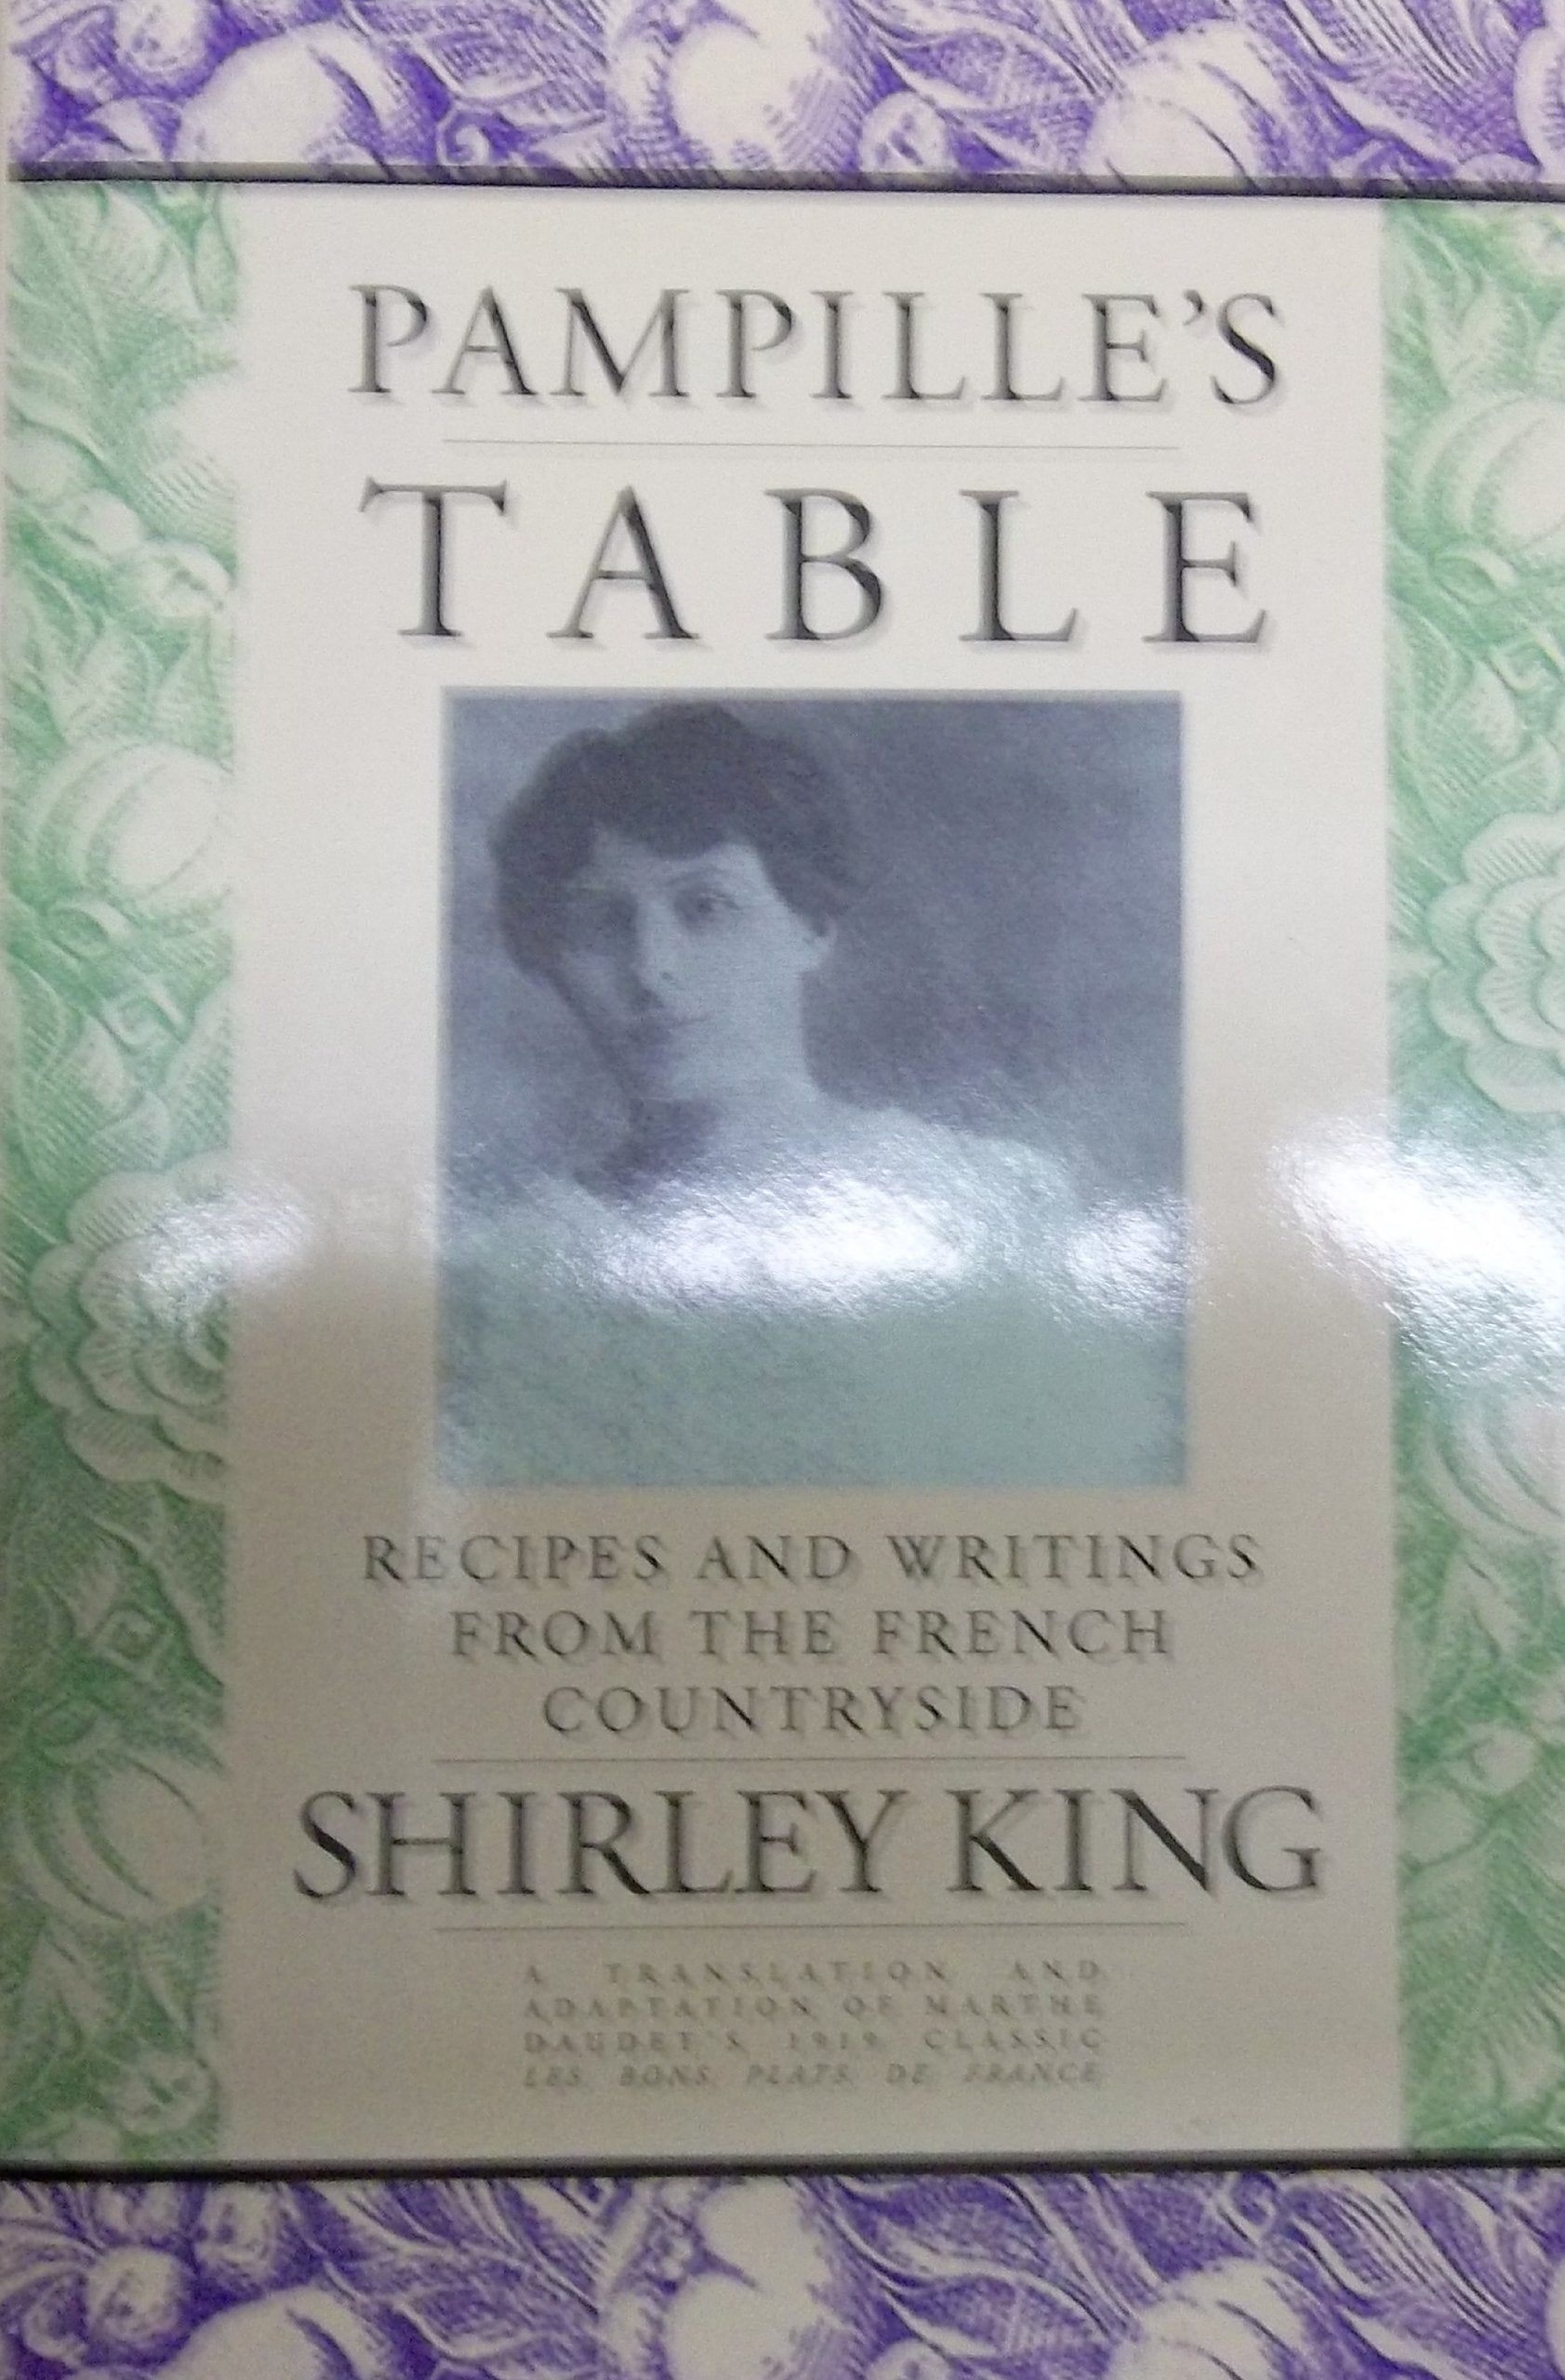 PAMPILLE'S
TABLE
RECIPES AND WRITINGS
FROM THE FRENCH
COUNTRYSIDE
SHIRLEY KING
A TRANSLATION AND
ADAPTATION OF MARTHE
DAUDET'S 1919 CLASSIC
LES BONS PLATS DE FRANCE